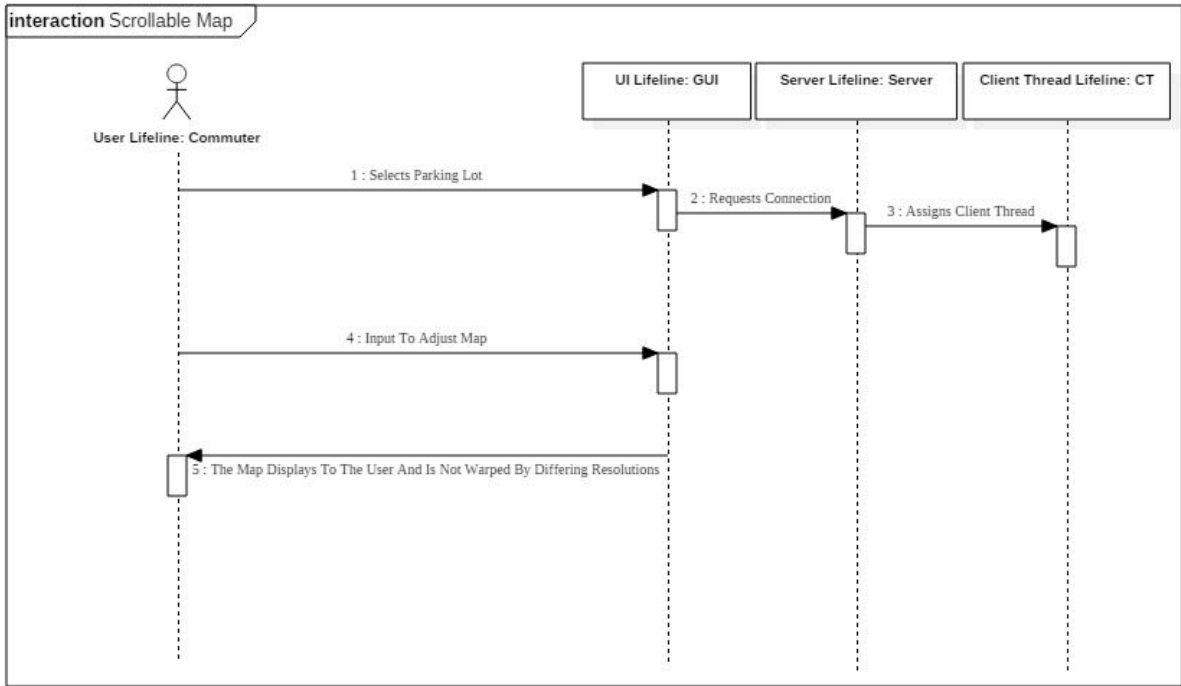 interaction Scrollable Map
User Lifeline: Commuter
UI Lifeline: GUI
Server Lifeline: Server
Client Thread Lifeline: CT
1 : Selects Parking Lot
2 : Requests Connection
3 : Assigns Client Thread
4 : Input To Adjust Map
5 : The Map Displays To The User And Is Not Warped By Differing Resolutions